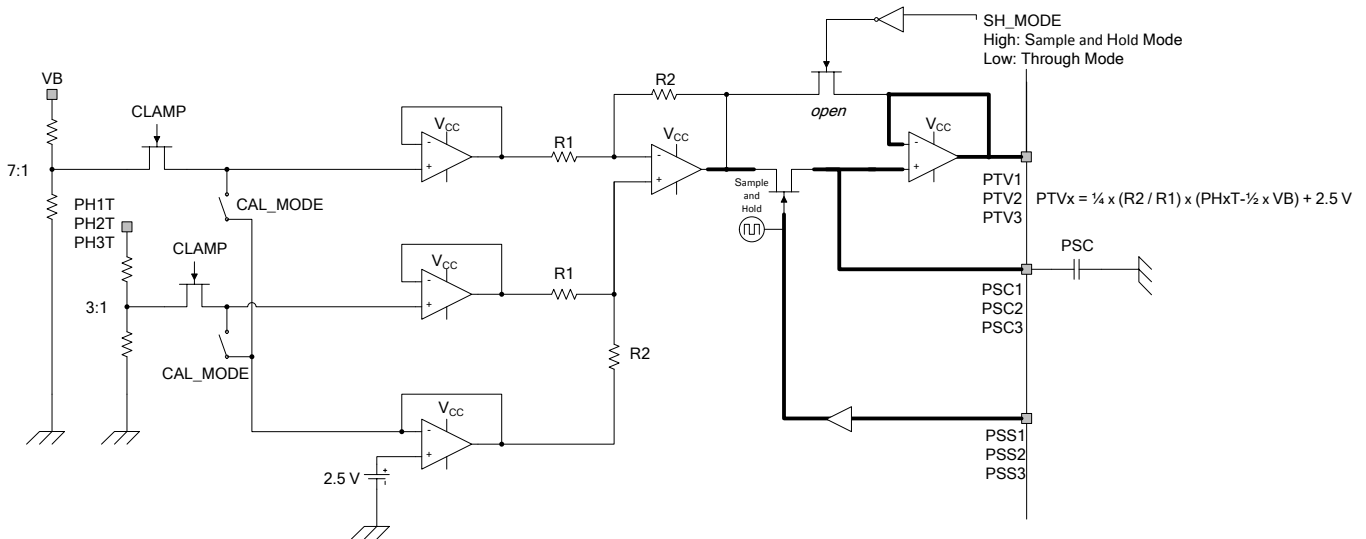 SH_MODE
High: Sample and Hold Mode
Low: Through Mode
VB
CLAMP
R2
open
VCC
R1
VCC
VCC
7:1
Sample
and
Hold
PTV1
PTV2
PTV3
PTVx = ¼ x (R2 / R1) x (PHxT-½ x VB) + 2.5 V
CAL_MODE
PH1T
PH2T
PH3T
CLAMP
VCC
R1
PSC
3:1
PSC1
PSC2
PSC3
R2
CAL_MODE
VCC
2.5 V
PSS1
PSS2
PSS3